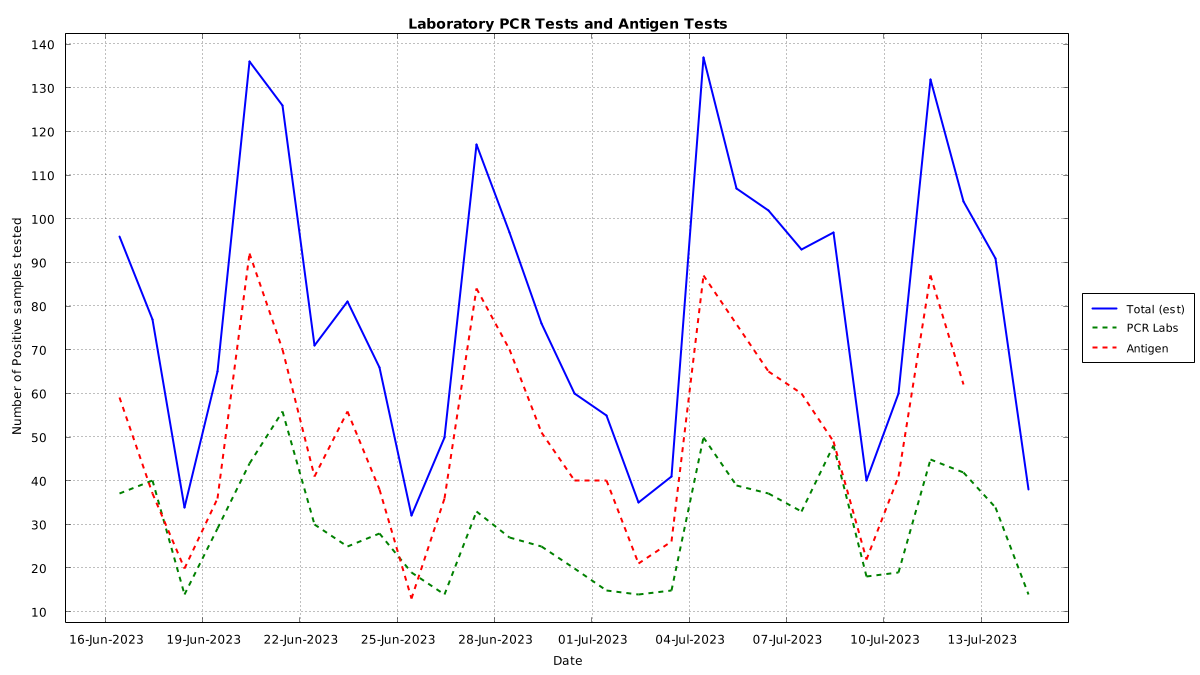 Laboratory PCR Tests and Antigen Tests
140
130
120
110
100
90
80
70
60
50
40
30
20
10
Number of Positive samples tested
16-Jun-2023 19-Jun-2023 22-Jun-2023 25-Jun-2023 28-Jun-2023 01-Jul-2023 04-Jul-2023 07-Jul-2023 10-Jul-2023 13-Jul-2023
Date
Total (est)
PCR Labs
Antigen